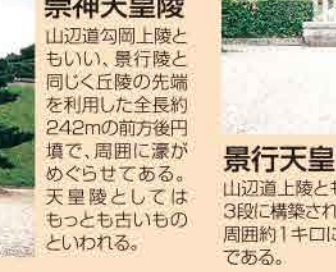 崇神天皇陵
山辺道勾岡上陵と
もいい、景行陵と
同じく丘陵の先端
を利用した全長約
242mの前方後円
墳で、周囲に濠が
めぐらせてある。
天皇陵としては
もっとも古いもの
といわれる。
景行天皇
山辺道上陵とも
3段に構築され
周囲約1キロに
である。